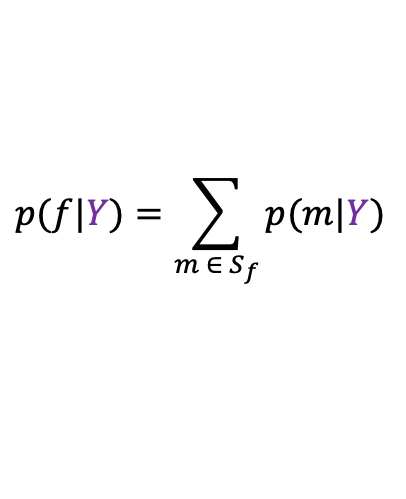 p(f|Y) = ∑ p(m|Y)
m ∈ S_f